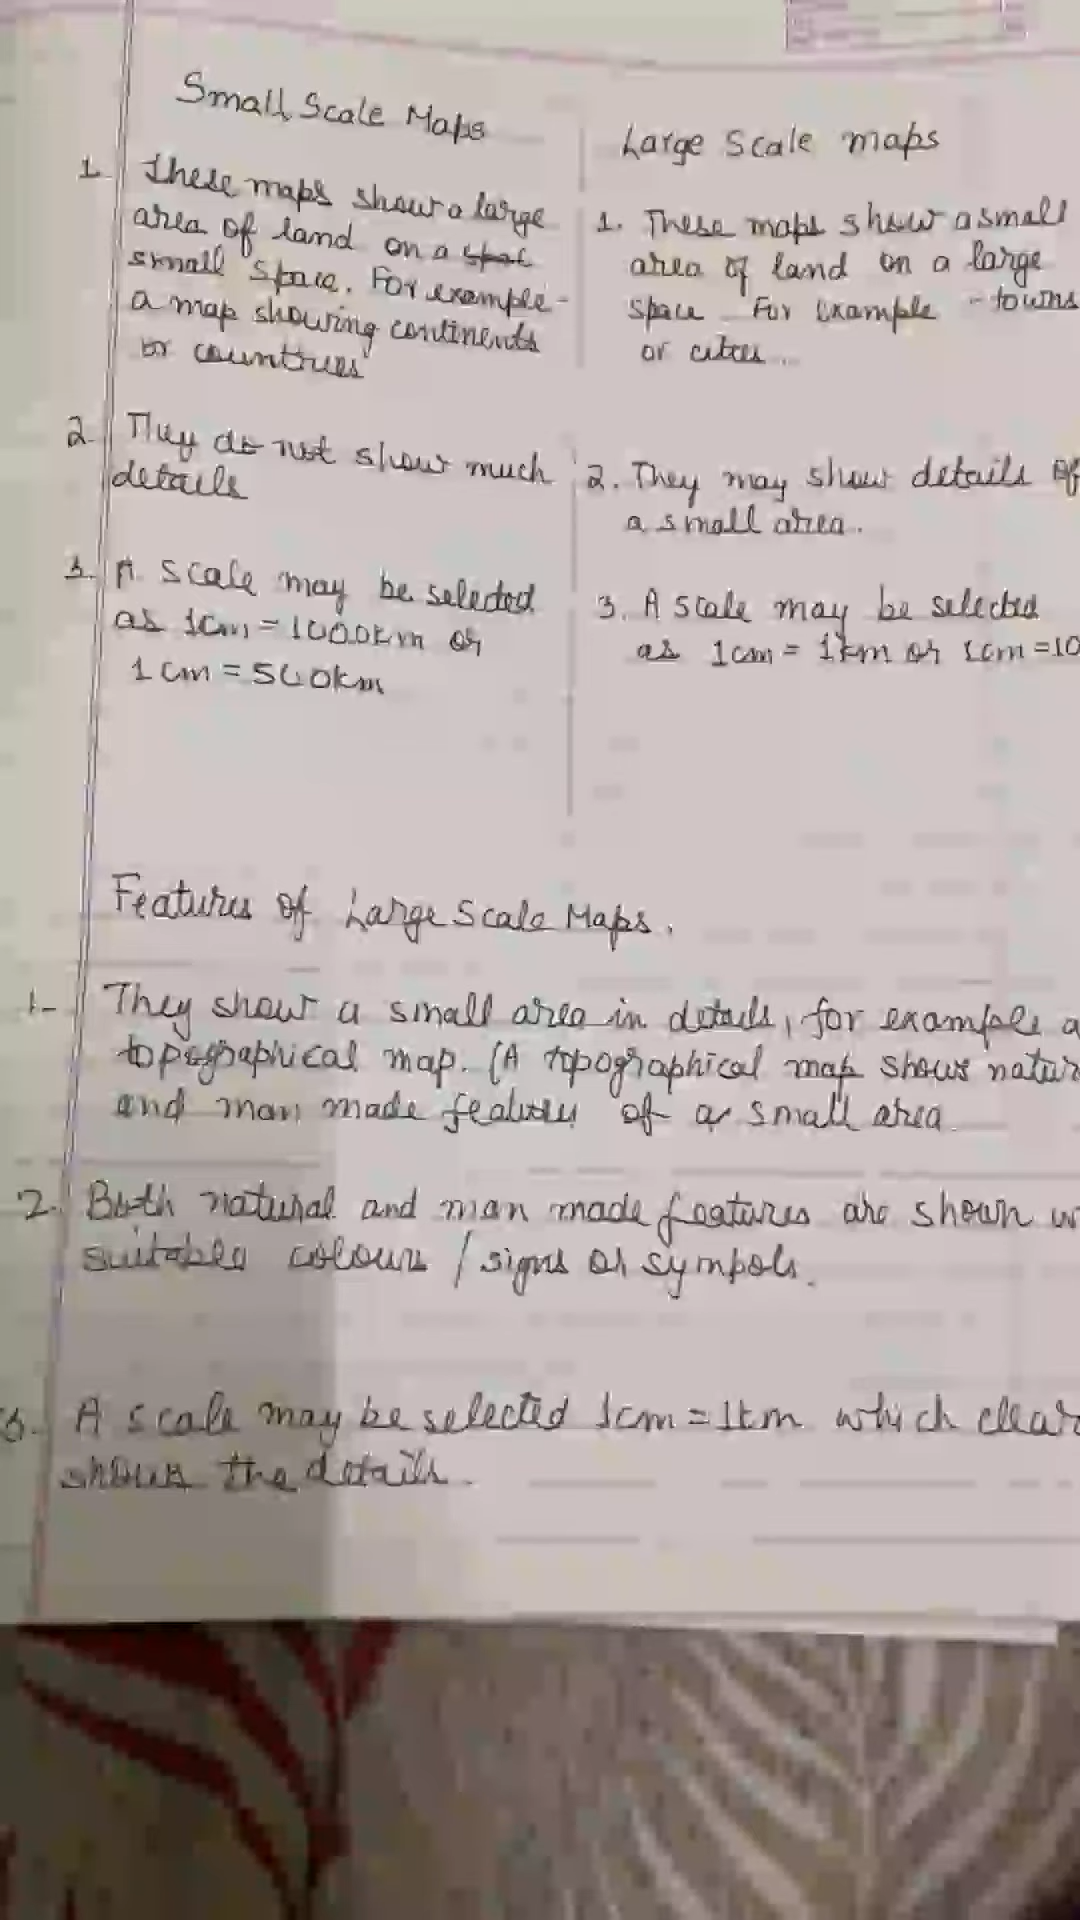 Small Scale Maps
1. These maps show a large
area of land on a spac
small space. For example -
a map showing continents
or countries
2. They do not show much
details
3. A scale may be selected
as 1cm = 1000km or
1cm = 500km
Large Scale maps
1. These maps show a small
area of land on a large
space For example - towns
or cities...
2. They may show details of
a small area.
3. A scale may be selected
as 1cm = 1km or 1cm = 10
Features of Large Scale Maps.
1- They show a small area in details, for example a
topographical map. (A topographical map shows natur
and man made features of a small area
2. Both natural and man made features are shown w
suitable colours / signs or symbols.
3. A scale may be selected 1cm = 1km which clear
shows the details.